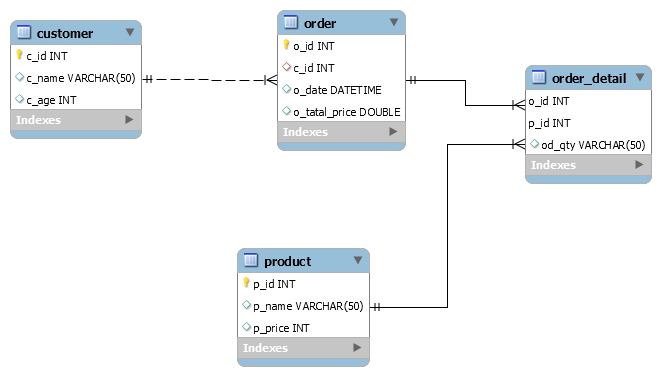 customer
c_id INT
c_name VARCHAR(50)
c_age INT
Indexes
order
o_id INT
c_id INT
o_date DATETIME
o_tatal_price DOUBLE
Indexes
order_detail
o_id INT
p_id INT
od_qty VARCHAR(50)
Indexes
product
p_id INT
p_name VARCHAR(50)
p_price INT
Indexes